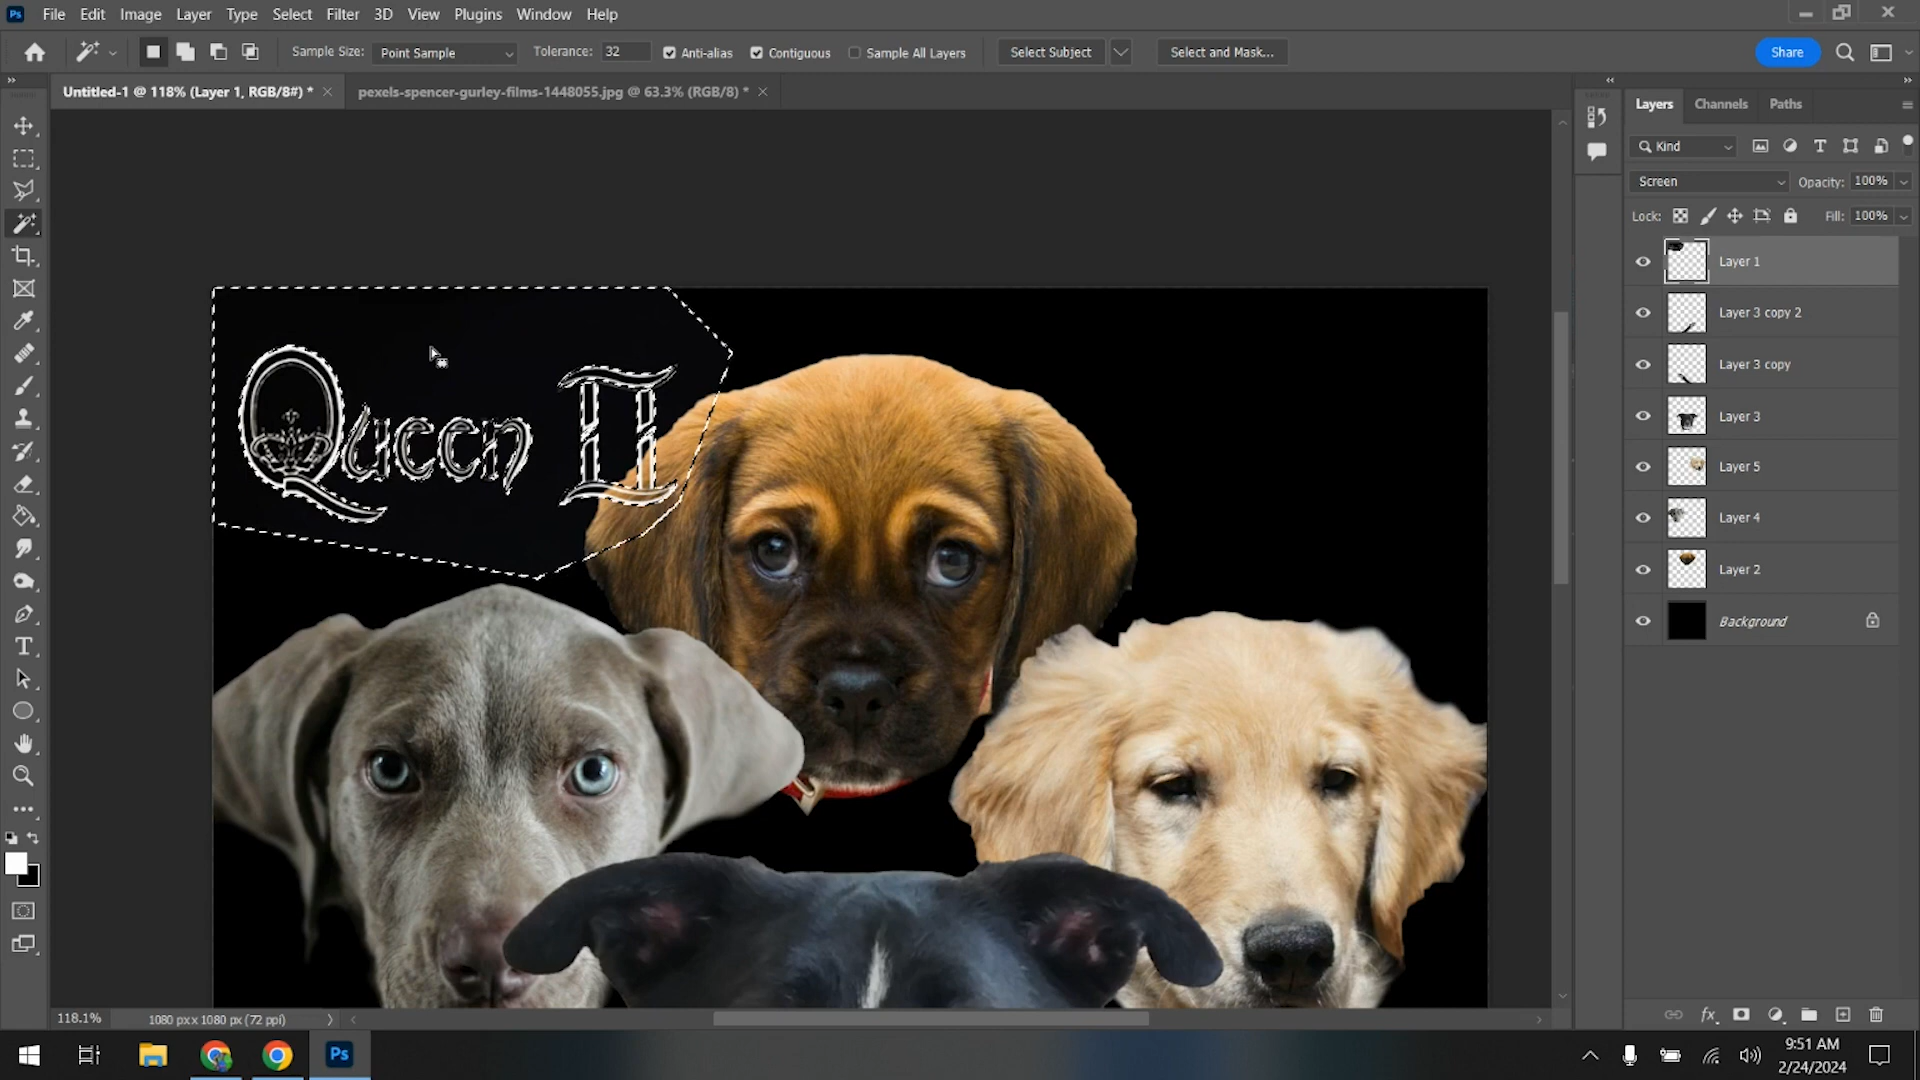 Ps File Edit Image Layer Type Select Filter 3D View Plugins Window Help
Sample Size: Point Sample Tolerance: 32 Anti-alias Contiguous Sample All Layers Select Subject Select and Mask... Share
Untitled-1 @ 118% (Layer 1, RGB/8#) * pexels-spencer-gurley-films-1448055.jpg @ 63.3% (RGB/8) *
Layers Channels Paths
Kind
Screen Opacity: 100%
Lock: Fill: 100%
Layer 1
Layer 3 copy 2
Layer 3 copy
Layer 3
Layer 5
Layer 4
Layer 2
Background
Queen II
118.1% 1080 px x 1080 px (72 ppi)
fx
Ps
9:51 AM
2/24/2024